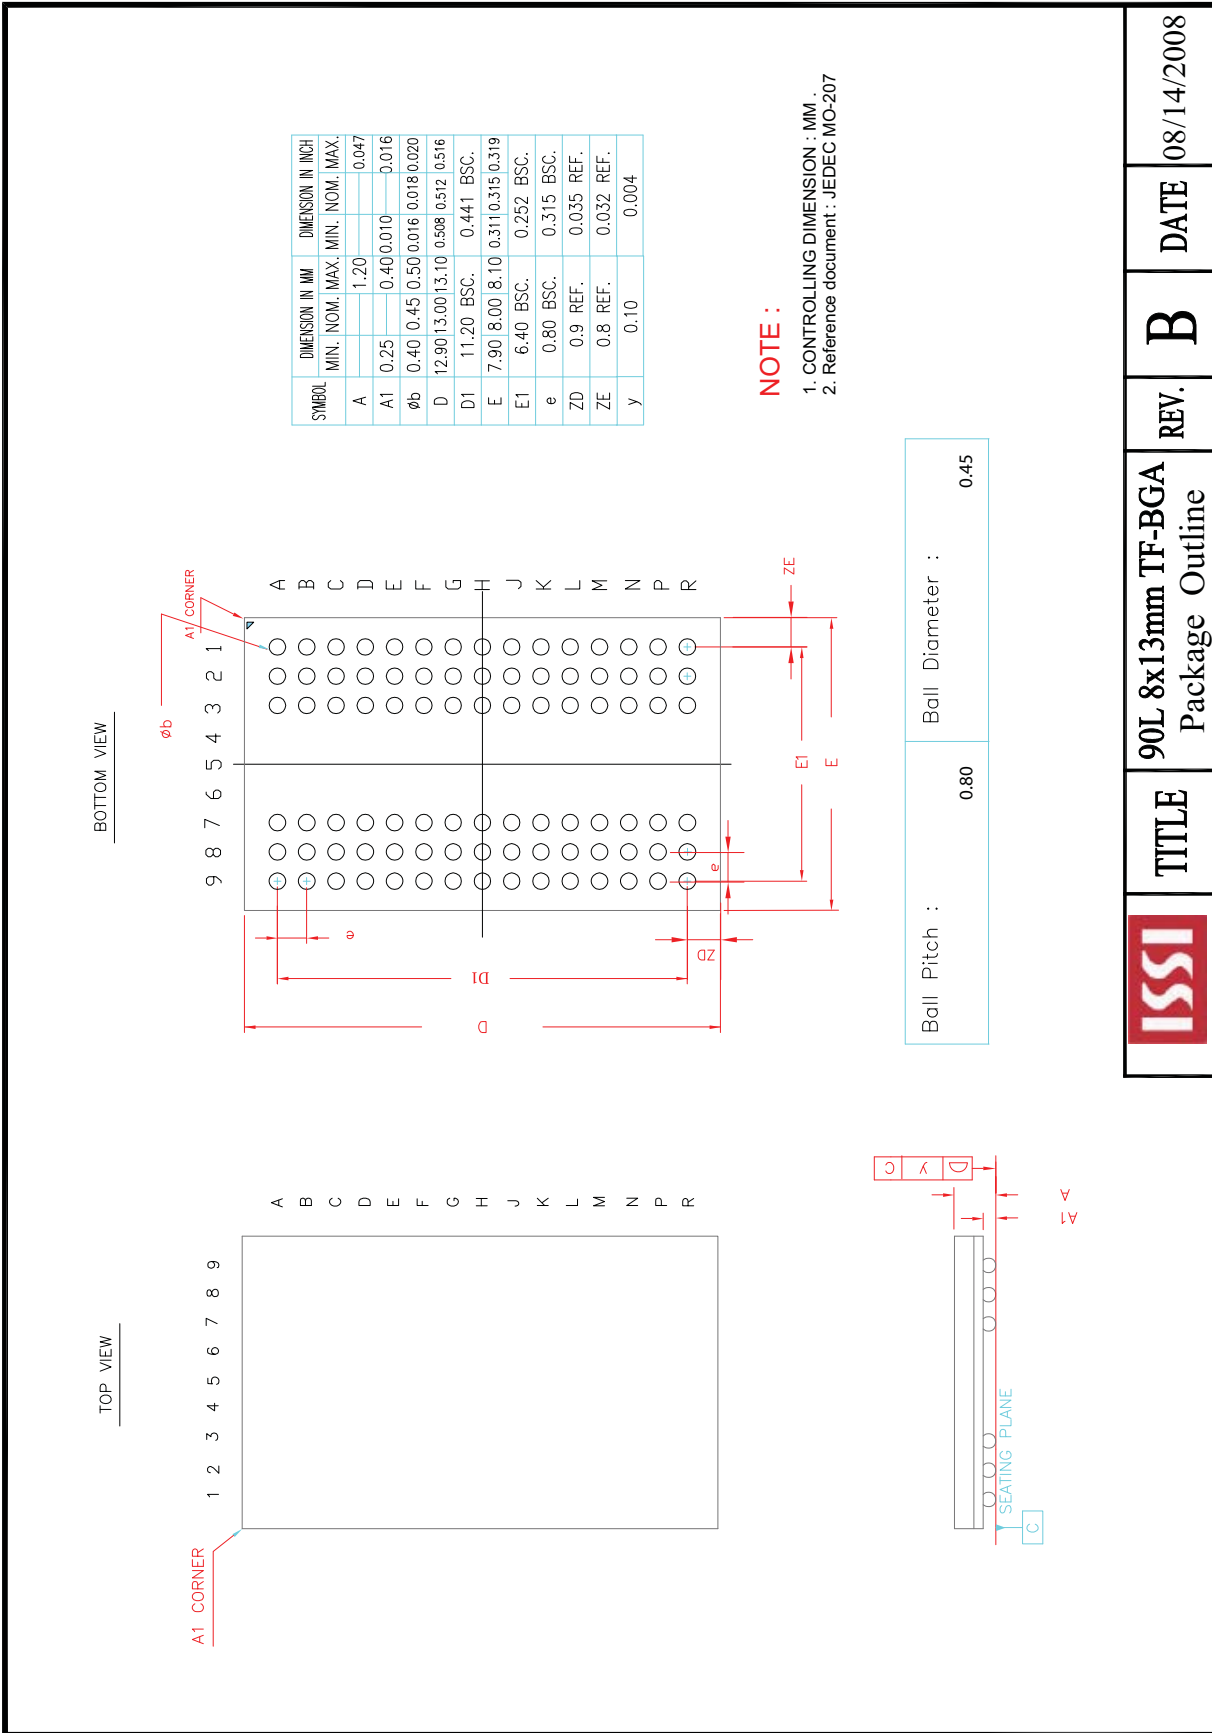 TOP VIEW
A1 CORNER
1 2 3 4 5 6 7 8 9
A
B
C
D
E
F
G
H
J
K
L
M
N
P
R
BOTTOM VIEW
9 8 7 6 5 4 3 2 1
øb
A1 CORNER
A
B
C
D
E
F
G
H
J
K
L
M
N
P
R
e
D1
D
ZD
e
E1
E
ZE
SYMBOL DIMENSION IN MM DIMENSION IN INCH
MIN. NOM. MAX. MIN. NOM. MAX.
A 1.20 0.047
A1 0.25 0.40 0.010 0.016
øb 0.40 0.45 0.50 0.016 0.018 0.020
D 12.90 13.00 13.10 0.508 0.512 0.516
D1 11.20 BSC. 0.441 BSC.
E 7.90 8.00 8.10 0.311 0.315 0.319
E1 6.40 BSC. 0.252 BSC.
e 0.80 BSC. 0.315 BSC.
ZD 0.9 REF. 0.035 REF.
ZE 0.8 REF. 0.032 REF.
y 0.10 0.004
NOTE :
1. CONTROLLING DIMENSION : MM .
2. Reference document : JEDEC MO-207
C y
A
A1
SEATING PLANE
C
Ball Pitch : 0.80 Ball Diameter : 0.45
ISSI
TITLE
90L 8x13mm TF-BGA
Package Outline
REV. B
DATE 08/14/2008